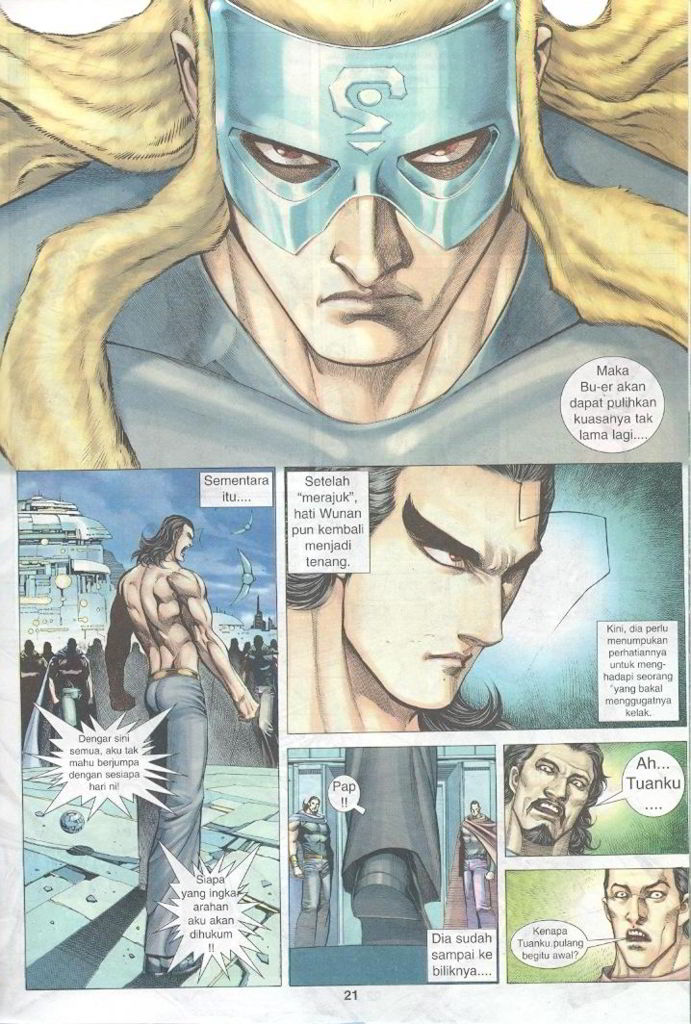 Maka
Bu-er akan
dapat pulihkan
kuasanya tak
lama lagi....
Sementara
itu....
Dengar sini
semua, aku tak
mahu berjumpa
dengan sesiapa
hari ni!
Siapa
yang ingkar
arahan
aku akan
dihukum
!!
Setelah
"merajuk",
hati Wunan
pun kembali
menjadi
tenang.
Kini, dia perlu
menumpukan
perhatiannya
untuk meng-
hadapi seorang
yang bakal
menggugatnya
kelak.
Pap
!!
Dia sudah
sampai ke
biliknya....
Ah...
Tuanku
....
Kenapa
Tuanku pulang
begitu awal?
21